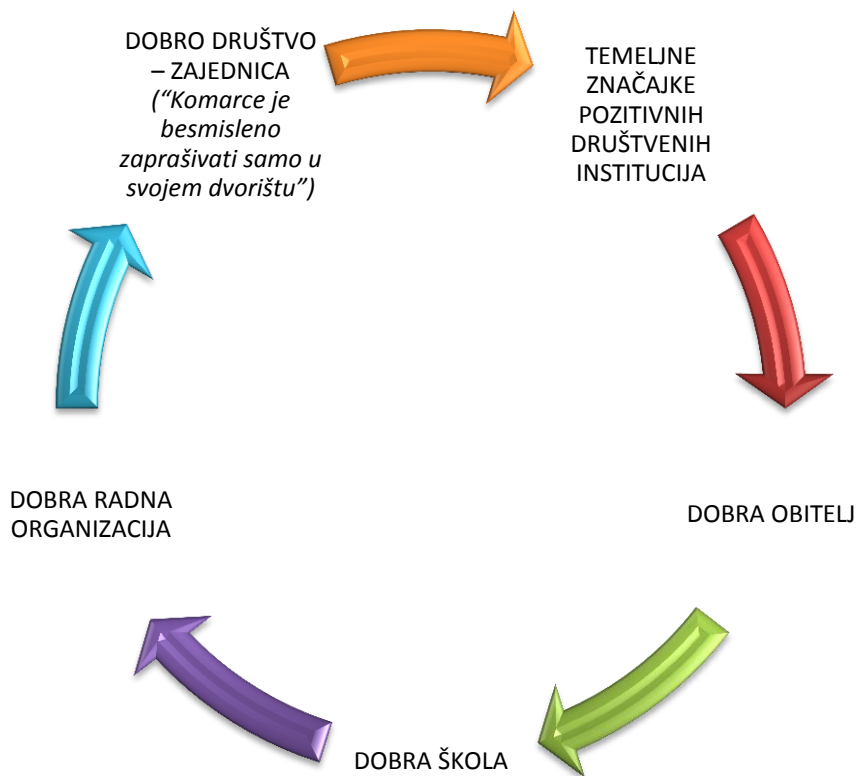 DOBRO DRUŠTVO
– ZAJEDNICA
(“Komarce je
besmisleno
zaprašivati samo u
svojem dvorištu”)
TEMELJNE
ZNAČAJKE
POZITIVNIH
DRUŠTVENIH
INSTITUCIJA
DOBRA OBITELJ
DOBRA ŠKOLA
DOBRA RADNA
ORGANIZACIJA